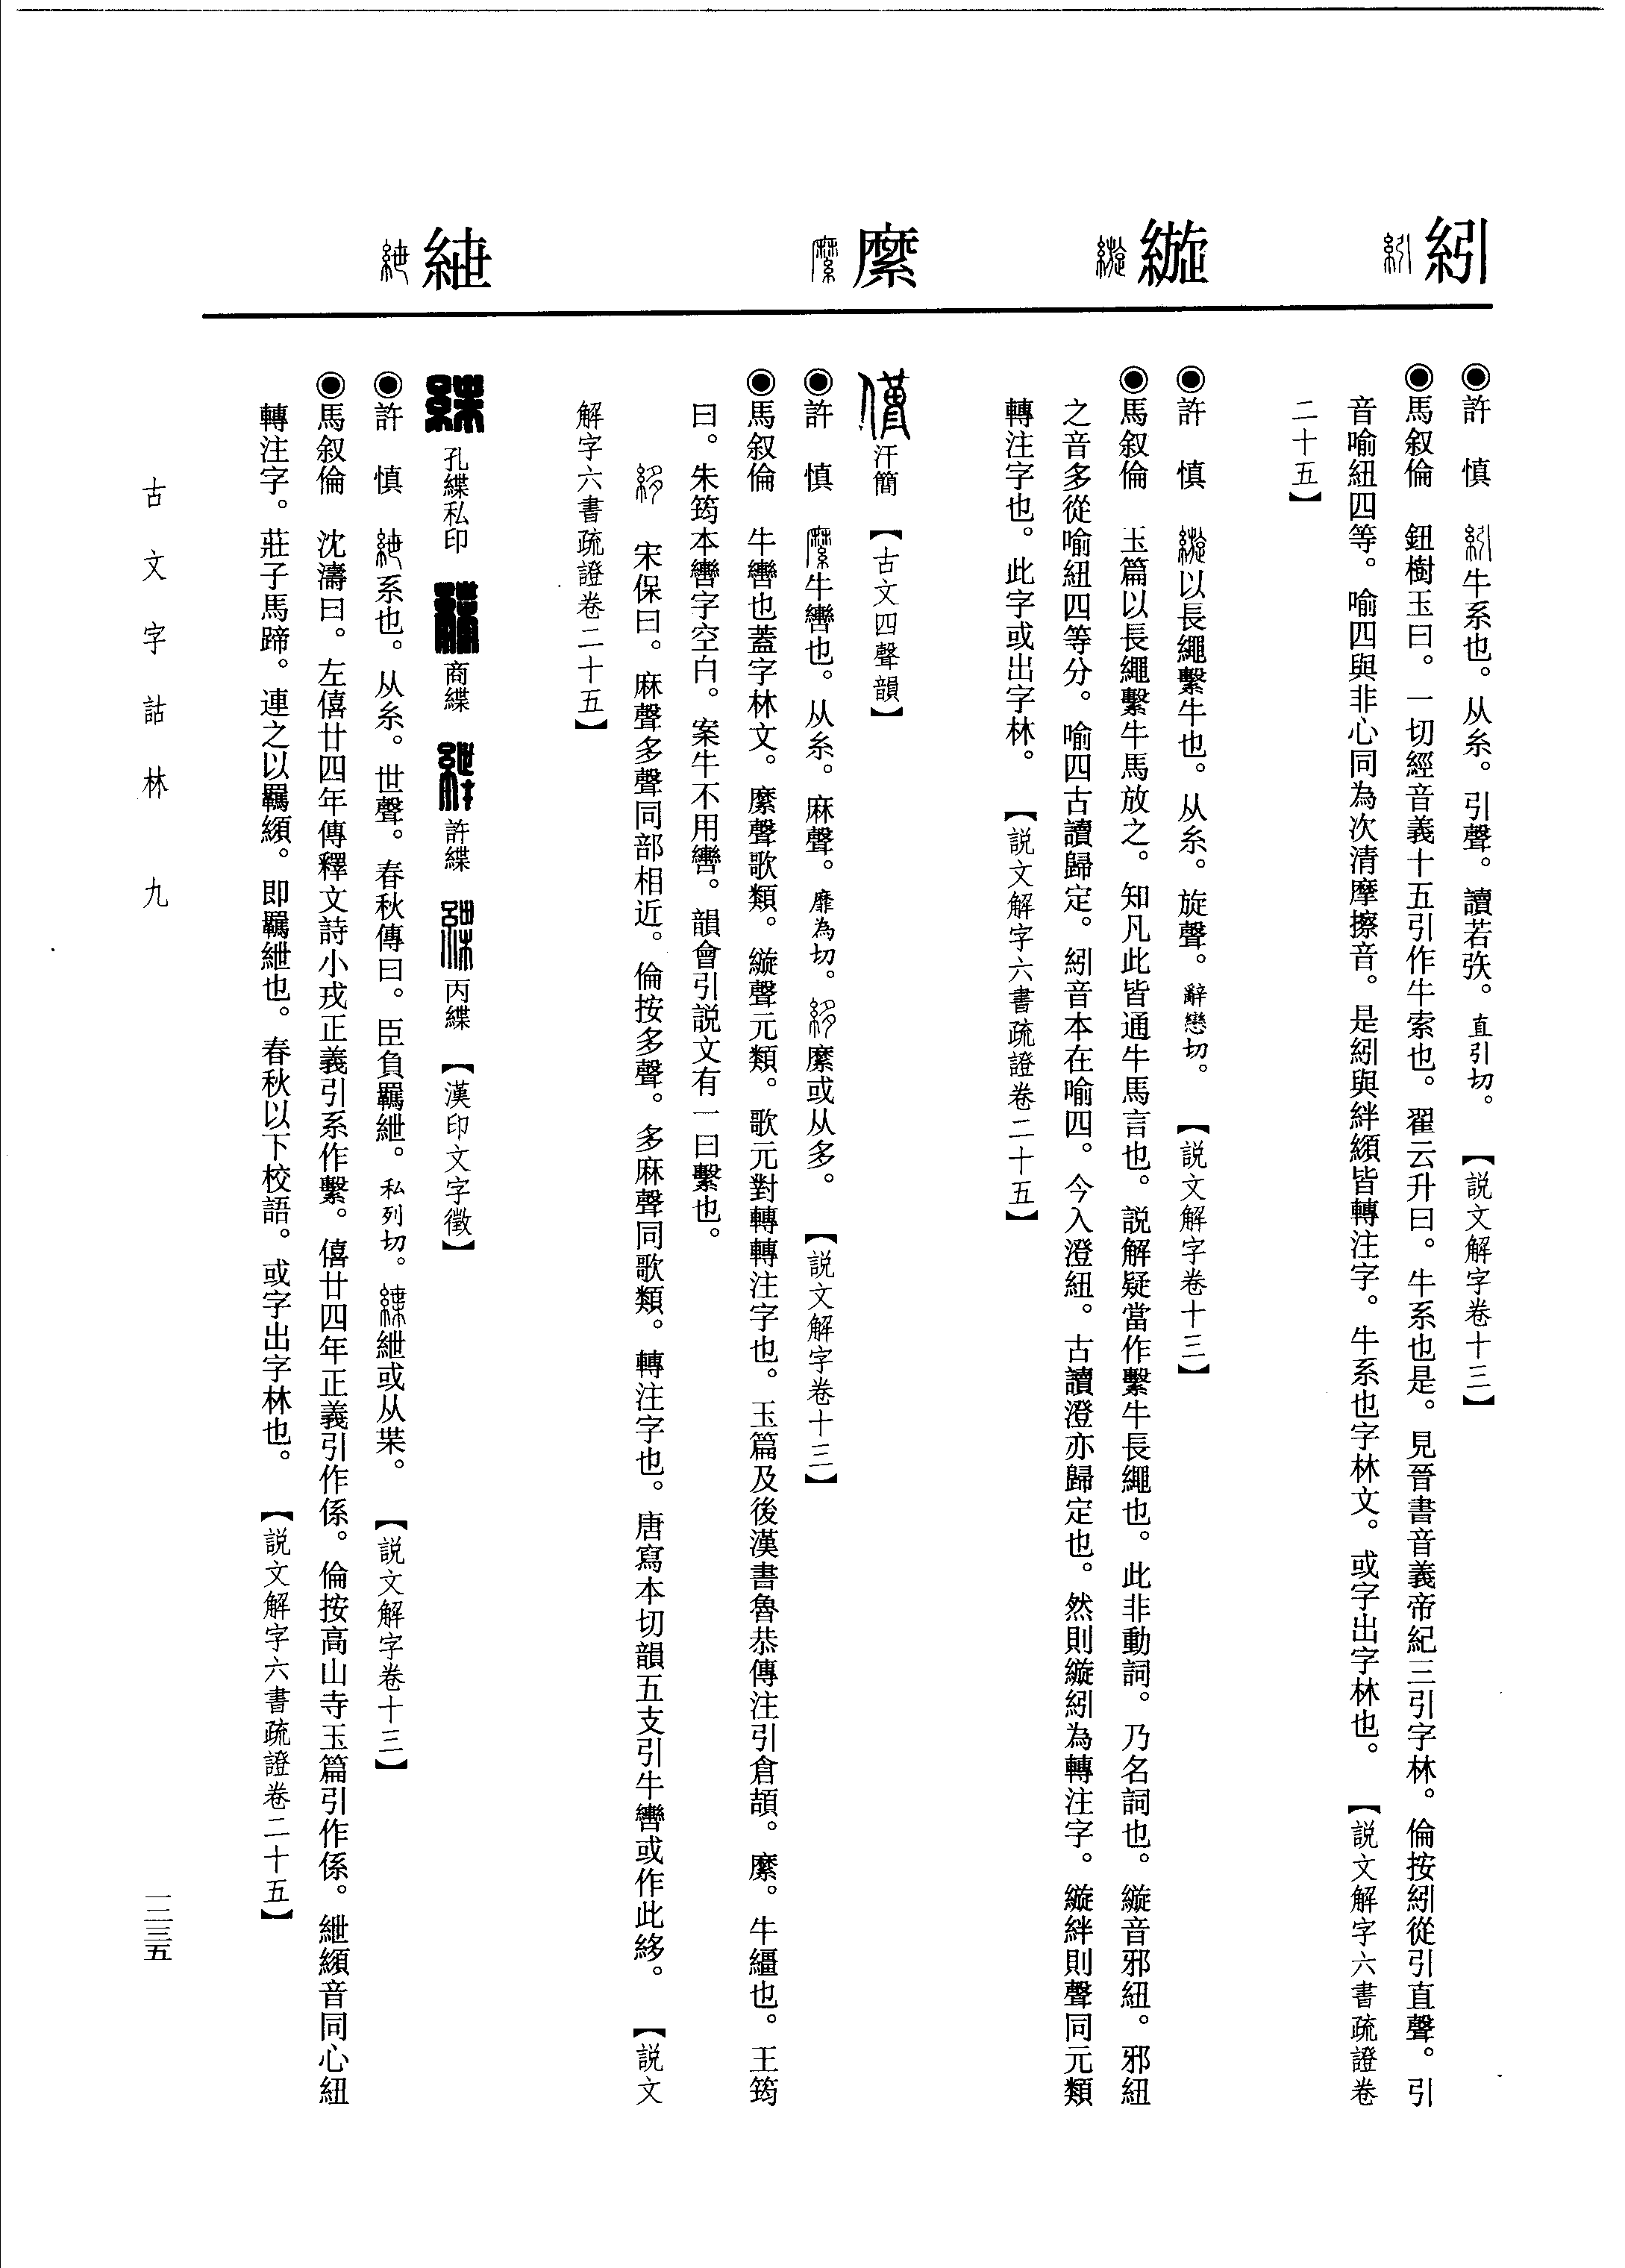 紖 紖
◉許　慎　紖牛系也。从糸。引聲。讀若矤。直引切。【説文解字卷十三】
◉馬叙倫　鈕樹玉曰。一切經音義十五引作牛索也。翟云升曰。牛系也是。見晉書音義帝紀三引字林。倫按紖從引直聲。引
音喻紐四等。喻四與非心同為次清摩擦音。是紖與絆纐皆轉注字。牛系也字林文。或字出字林也。【説文解字六書疏證卷
二十五】
縼 縼
◉許　慎　縼以長繩繫牛也。从糸。旋聲。辭戀切。【説文解字卷十三】
◉馬叙倫　玉篇以長繩繫牛馬放之。知凡此皆通牛馬言也。説解疑當作繫牛長繩也。此非動詞。乃名詞也。縼音邪紐。邪紐
之音多從喻紐四等分。喻四古讀歸定。紖音本在喻四。今入澄紐。古讀澄亦歸定也。然則縼紖為轉注字。縼絆則聲同元類
轉注字也。此字或出字林。【説文解字六書疏證卷二十五】
縻 縻
汗簡【古文四聲韻】
◉許　慎　縻牛轡也。从糸。麻聲。靡為切。䋾縻或从多。【説文解字卷十三】
◉馬叙倫　牛轡也蓋字林文。縻聲歌類。縼聲元類。歌元對轉轉注字也。玉篇及後漢書魯恭傳注引倉頡。縻。牛繮也。王筠
曰。朱筠本轡字空白。案牛不用轡。韻會引説文有一曰繫也。
䋾　宋保曰。麻聲多聲同部相近。倫按多聲。多麻聲同歌類。轉注字也。唐寫本切韻五支引牛轡或作此䋾。【説文
解字六書疏證卷二十五】
紲 紲
孔緤私印　商緤　許緤　丙緤【漢印文字徵】
◉許　慎　紲系也。从糸。世聲。春秋傳曰。臣負羈紲。私列切。緤紲或从枼。【説文解字卷十三】
◉馬叙倫　沈濤曰。左僖廿四年傳釋文詩小戎正義引系作繫。僖廿四年正義引作係。倫按高山寺玉篇引作係。紲纐音同心紐
轉注字。莊子馬蹄。連之以羈纐。即羈紲也。春秋以下校語。或字出字林也。【説文解字六書疏證卷二十五】
古文字詁林　九
一二三五